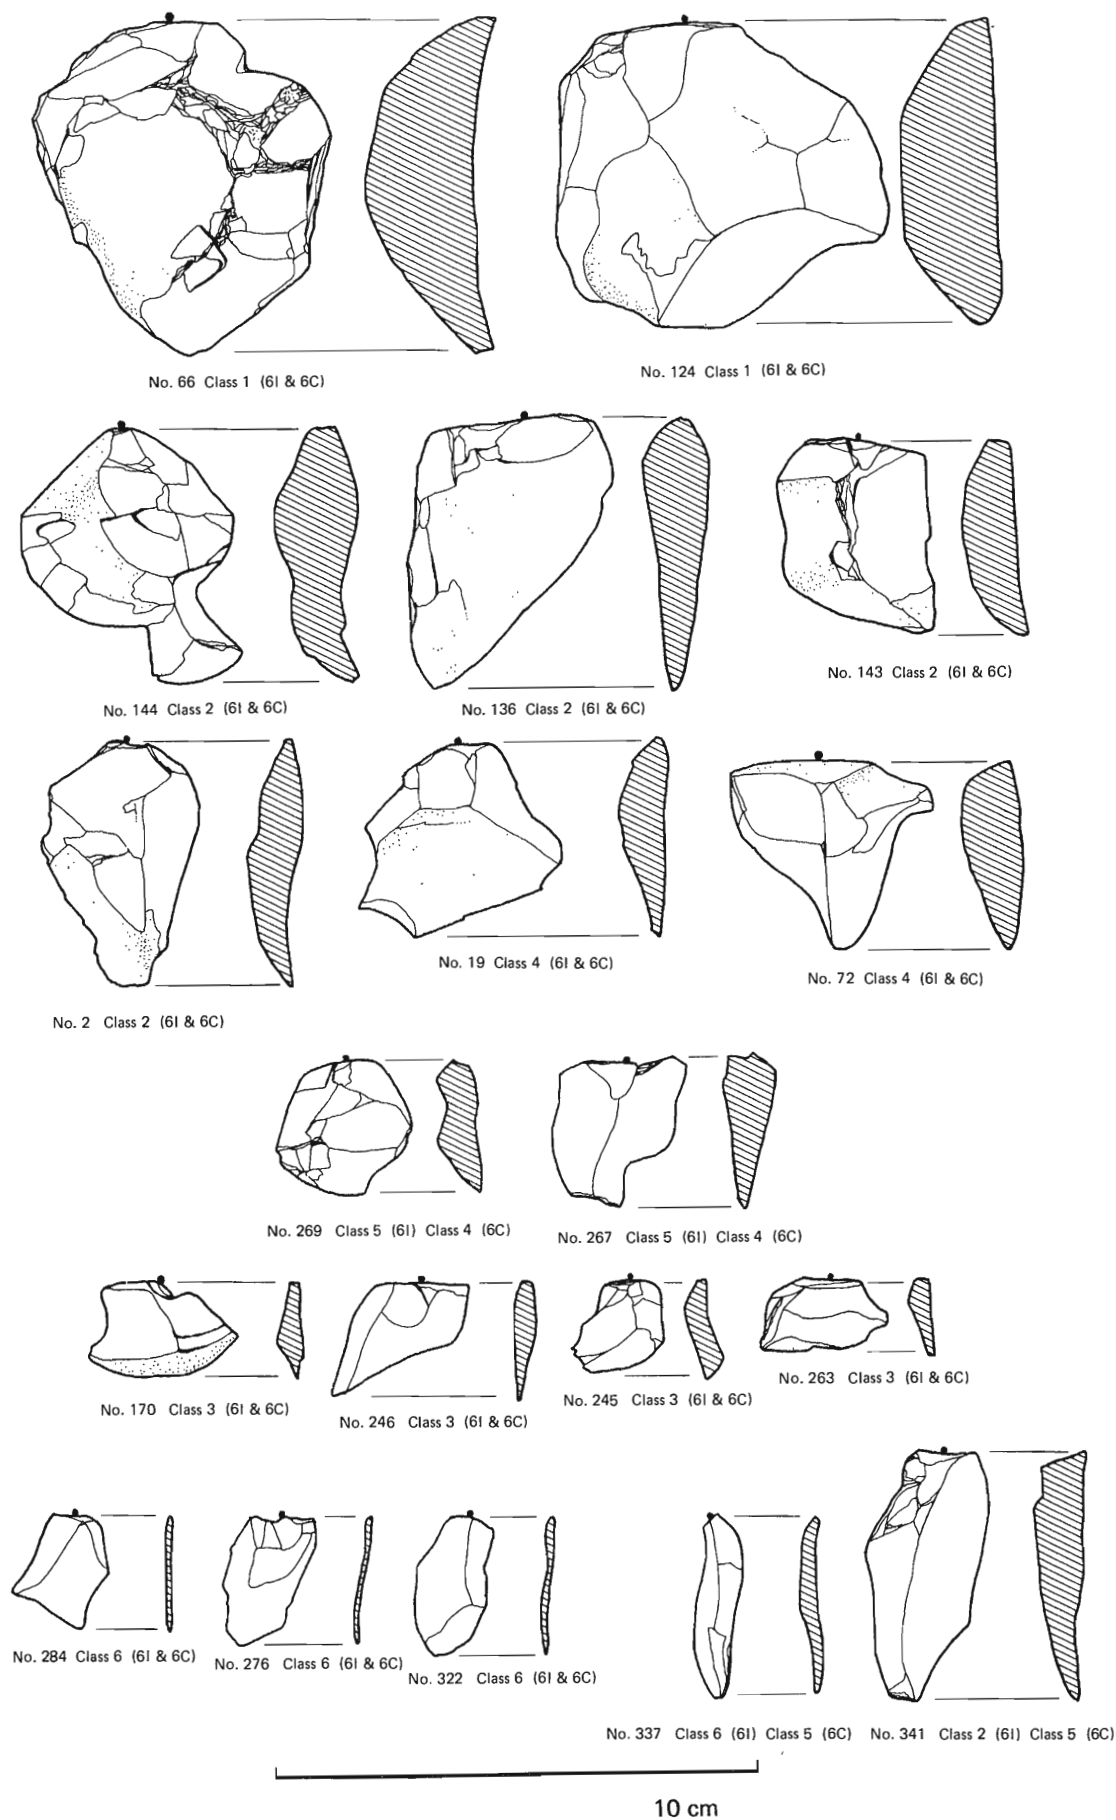 No. 66 Class 1 (6I & 6C)
No. 124 Class 1 (6I & 6C)
No. 144 Class 2 (6I & 6C)
No. 136 Class 2 (6I & 6C)
No. 143 Class 2 (6I & 6C)
No. 2 Class 2 (6I & 6C)
No. 19 Class 4 (6I & 6C)
No. 72 Class 4 (6I & 6C)
No. 269 Class 5 (6I) Class 4 (6C)
No. 267 Class 5 (6I) Class 4 (6C)
No. 170 Class 3 (6I & 6C)
No. 246 Class 3 (6I & 6C)
No. 245 Class 3 (6I & 6C)
No. 263 Class 3 (6I & 6C)
No. 284 Class 6 (6I & 6C)
No. 276 Class 6 (6I & 6C)
No. 322 Class 6 (6I & 6C)
No. 337 Class 6 (6I) Class 5 (6C)
No. 341 Class 2 (6I) Class 5 (6C)
10 cm